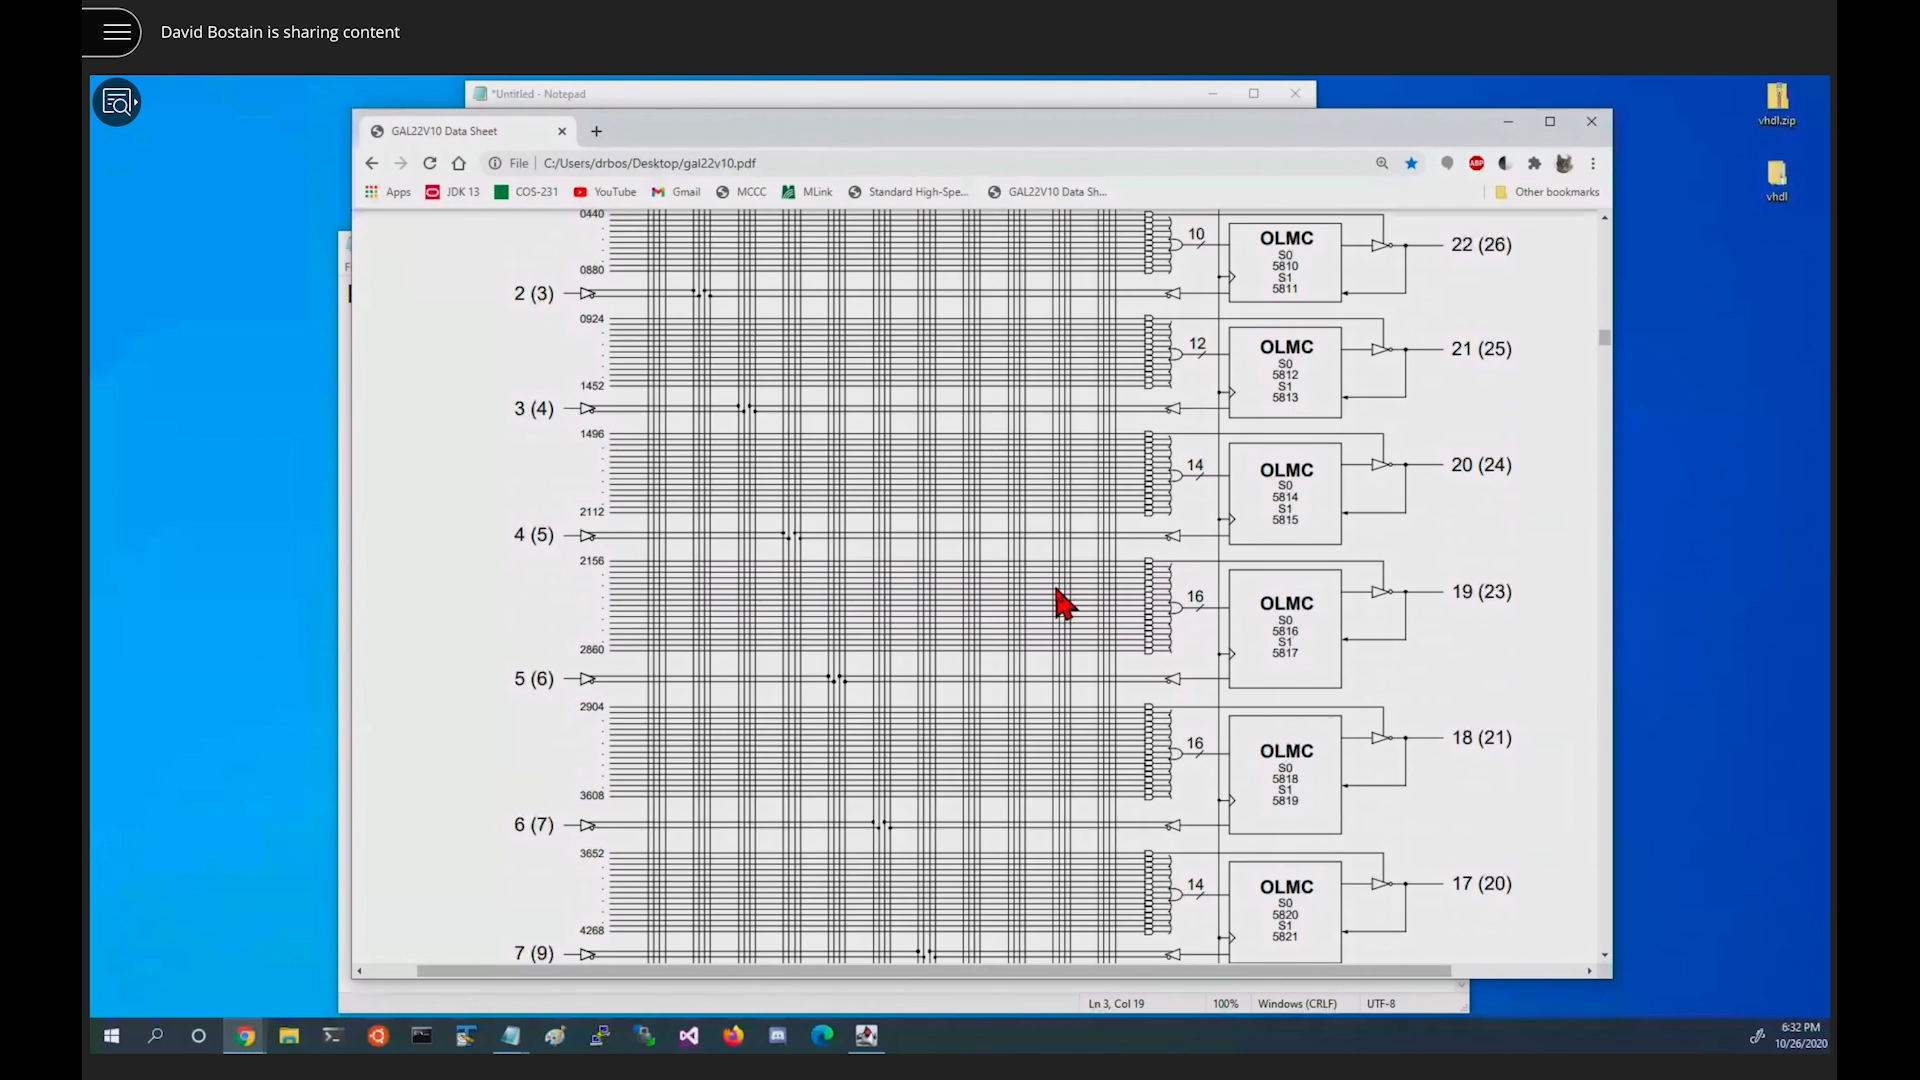 David Bostain is sharing content
*Untitled - Notepad
vhdl.zip
GAL22V10 Data Sheet
File
C:/Users/drbos/Desktop/gal22v10.pdf
Apps
JDK 13
COS-231
YouTube
Gmail
MCCC
MLink
Standard High-Spe...
GAL22V10 Data Sh...
Other bookmarks
vhdl
0440
10
OLMC
S0
5810
S1
5811
22 (26)
0880
2 (3)
0924
12
OLMC
S0
5812
S1
5813
21 (25)
1452
3 (4)
1496
14
OLMC
S0
5814
S1
5815
20 (24)
2112
4 (5)
2156
16
OLMC
S0
5816
S1
5817
19 (23)
2860
5 (6)
2904
16
OLMC
S0
5818
S1
5819
18 (21)
3608
6 (7)
3652
14
OLMC
S0
5820
S1
5821
17 (20)
4268
7 (9)
Ln 3, Col 19
100%
Windows (CRLF)
UTF-8
6:32 PM
10/26/2020